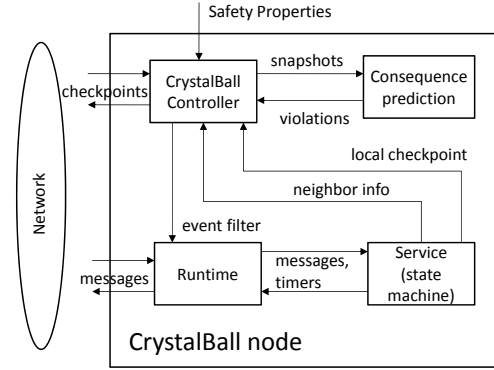 Safety Properties
CrystalBall
Controller
snapshots
Consequence
prediction
checkpoints
violations
local checkpoint
neighbor info
Network
event filter
Runtime
messages,
timers
Service
(state
machine)
messages
CrystalBall node